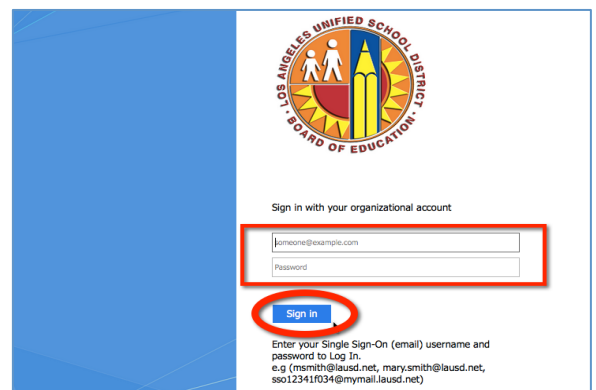 LOS ANGELES UNIFIED SCHOOL DISTRICT · BOARD OF EDUCATION ·
Sign in with your organizational account
someone@example.com
Password
Sign in
Enter your Single Sign-On (email) username and
password to Log In.
e.g (msmith@lausd.net, mary.smith@lausd.net,
sso12341f034@mymail.lausd.net)